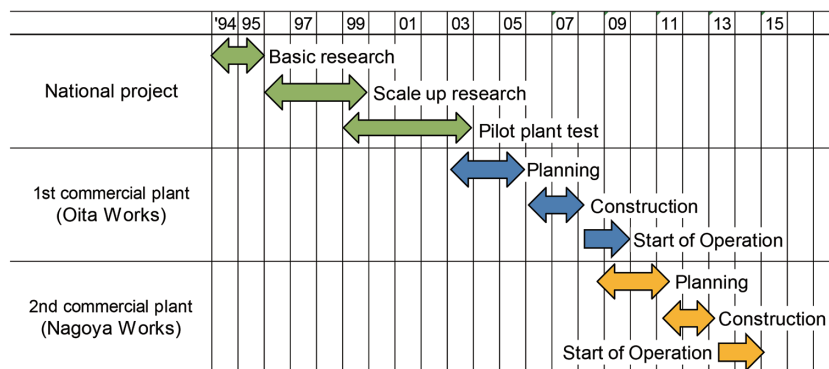 '94 95 97 99 01 03 05 07 09 11 13 15
Basic research
National project
Scale up research
Pilot plant test
Planning
1st commercial plant
(Oita Works)
Construction
Start of Operation
Planning
2nd commercial plant
(Nagoya Works)
Construction
Start of Operation